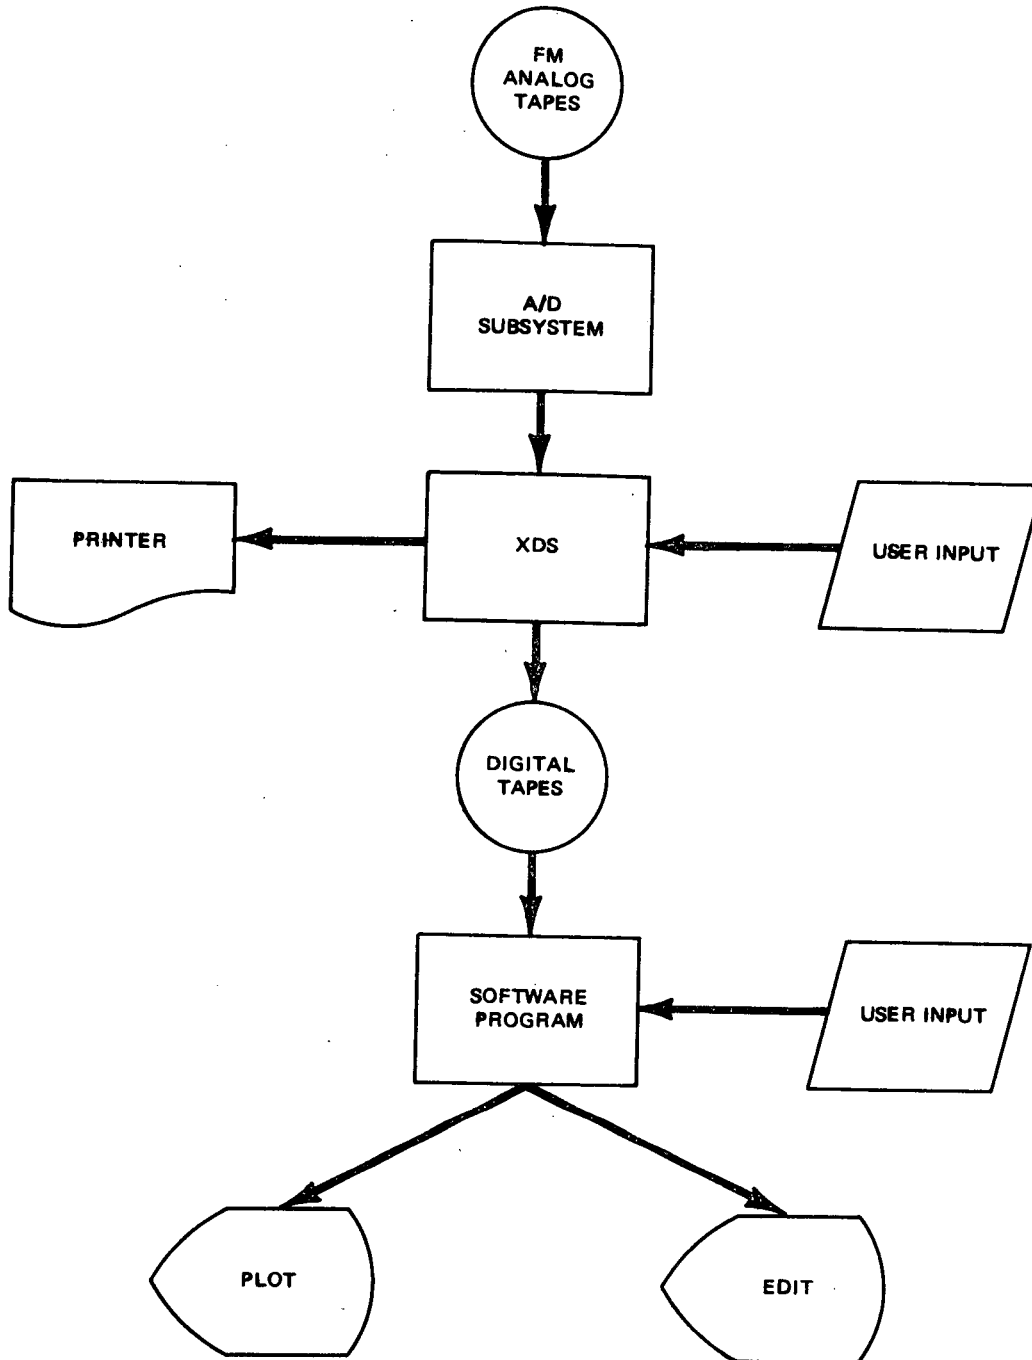 FM
ANALOG
TAPES
A/D
SUBSYSTEM
PRINTER
XDS
USER INPUT
DIGITAL
TAPES
SOFTWARE
PROGRAM
USER INPUT
PLOT
EDIT